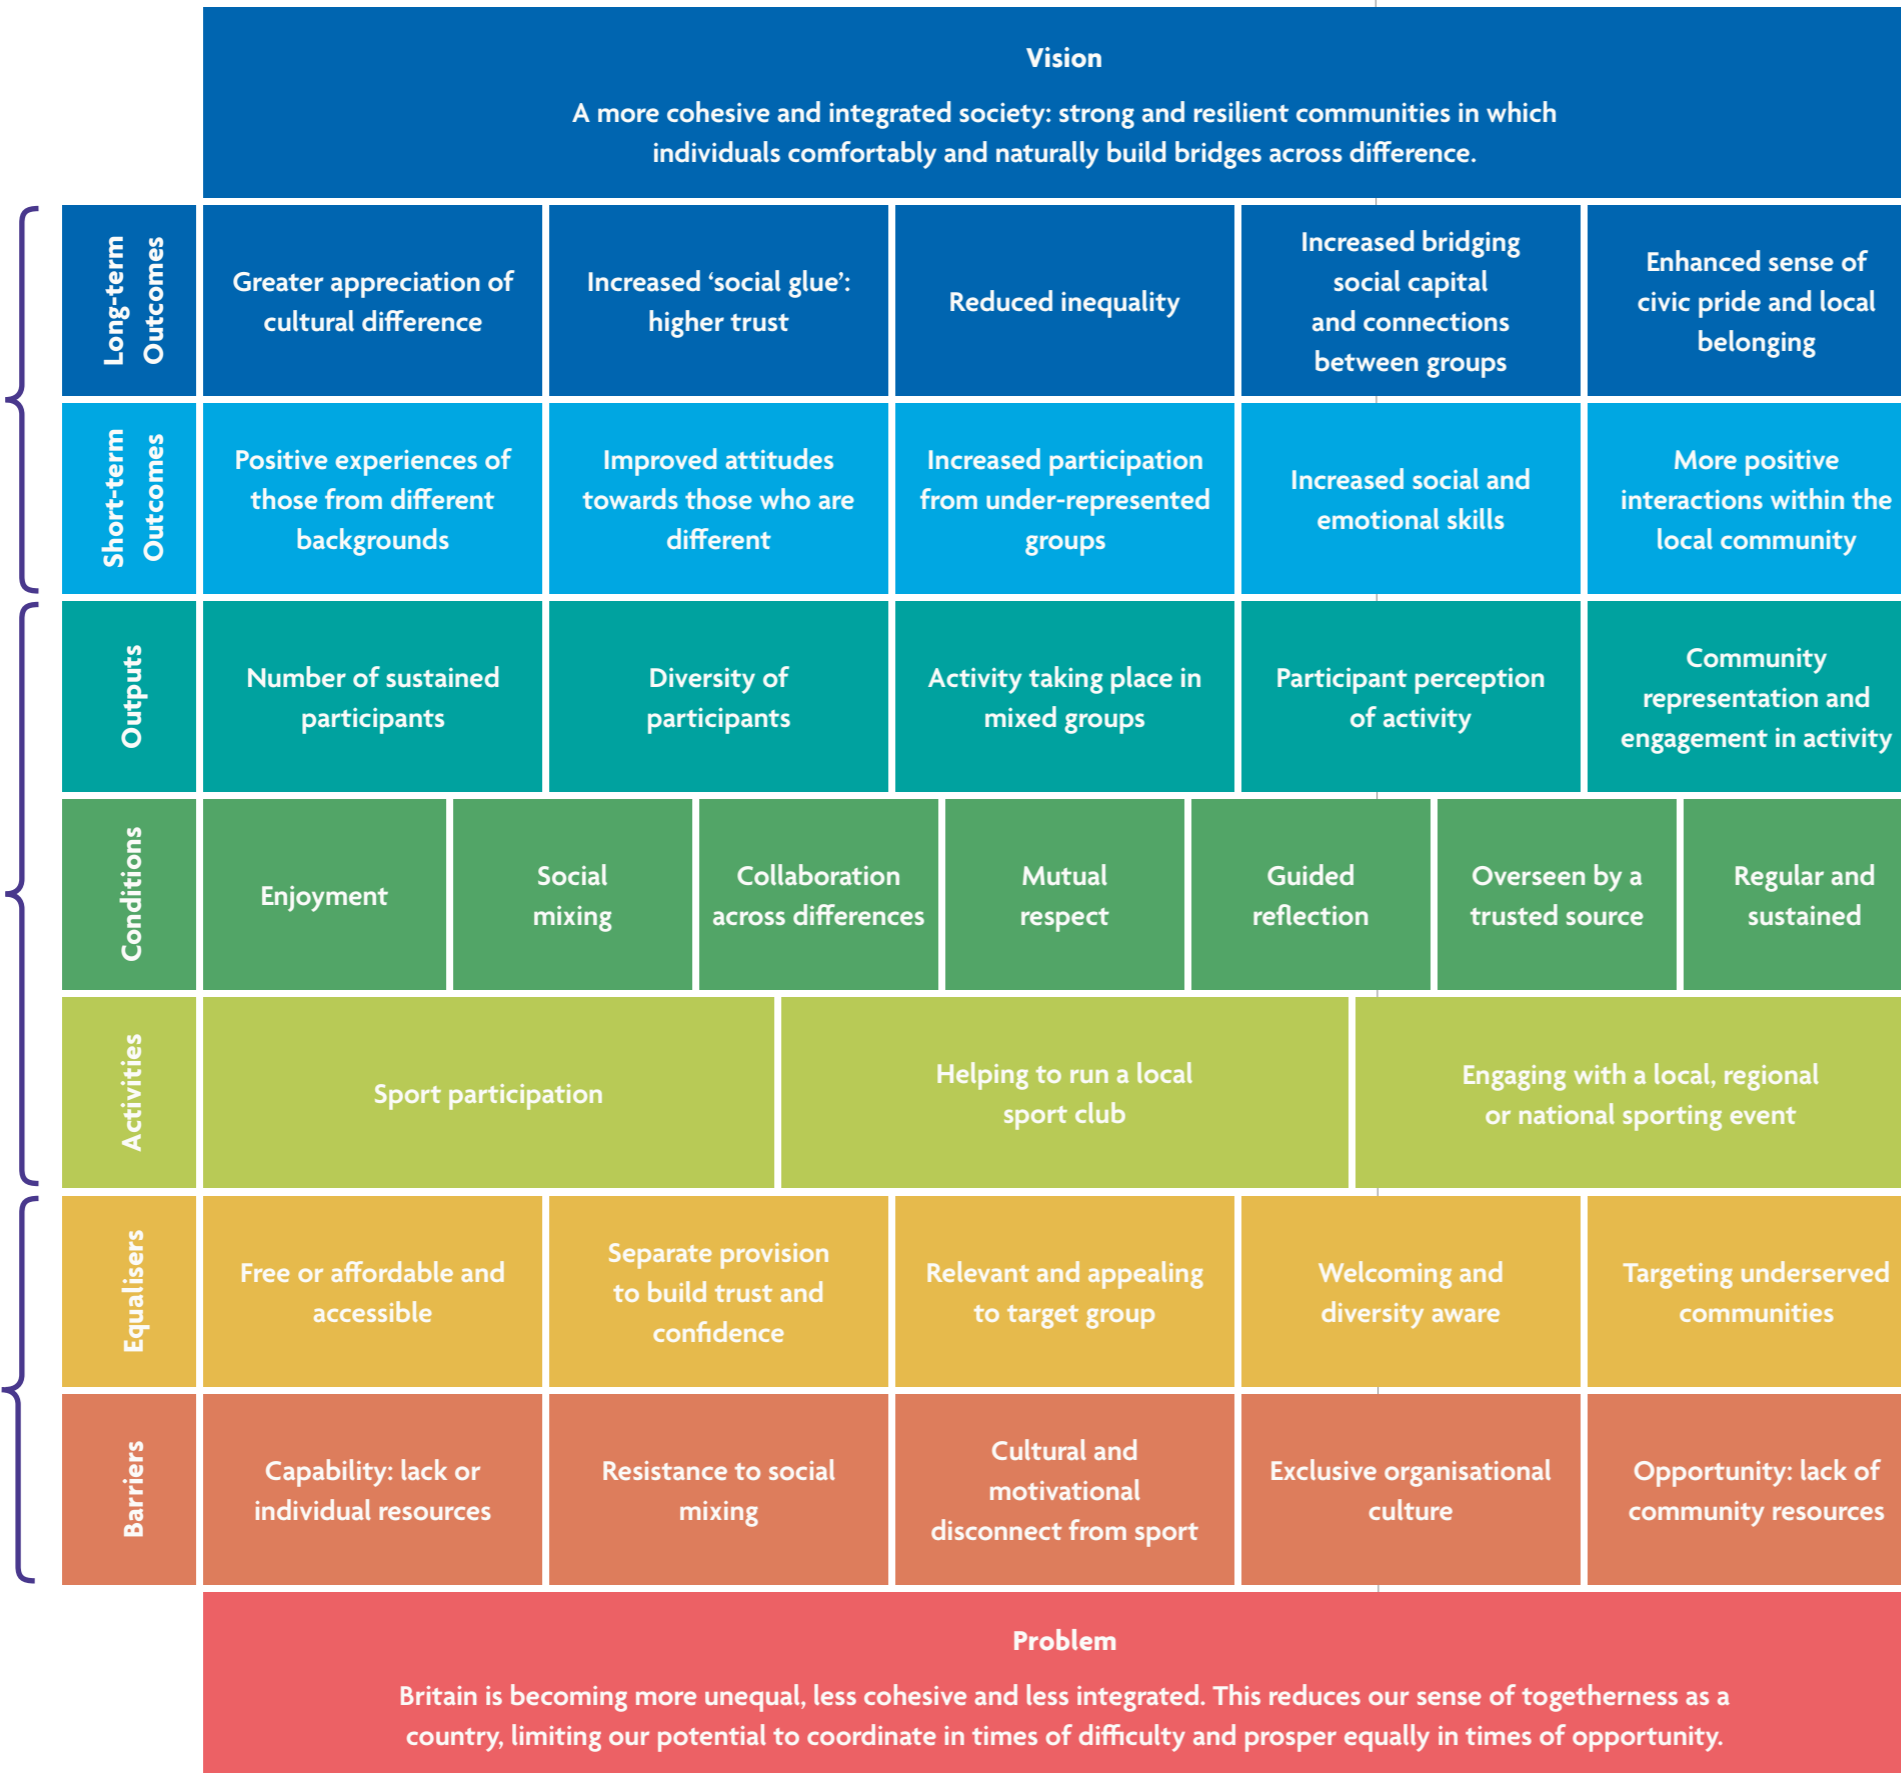 Vision
A more cohesive and integrated society: strong and resilient communities in which
individuals comfortably and naturally build bridges across difference.
Long-term
Outcomes
Greater appreciation of
cultural difference
Increased ‘social glue’:
higher trust
Reduced inequality
Increased bridging
social capital
and connections
between groups
Enhanced sense of
civic pride and local
belonging
Short-term
Outcomes
Positive experiences of
those from different
backgrounds
Improved attitudes
towards those who are
different
Increased participation
from under-represented
groups
Increased social and
emotional skills
More positive
interactions within the
local community
Outputs
Number of sustained
participants
Diversity of
participants
Activity taking place in
mixed groups
Participant perception
of activity
Community
representation and
engagement in activity
Conditions
Enjoyment
Social
mixing
Collaboration
across differences
Mutual
respect
Guided
reflection
Overseen by a
trusted source
Regular and
sustained
Activities
Sport participation
Helping to run a local
sport club
Engaging with a local, regional
or national sporting event
Equalisers
Free or affordable and
accessible
Separate provision
to build trust and
confidence
Relevant and appealing
to target group
Welcoming and
diversity aware
Targeting underserved
communities
Barriers
Capability: lack or
individual resources
Resistance to social
mixing
Cultural and
motivational
disconnect from sport
Exclusive organisational
culture
Opportunity: lack of
community resources
Problem
Britain is becoming more unequal, less cohesive and less integrated. This reduces our sense of togetherness as a
country, limiting our potential to coordinate in times of difficulty and prosper equally in times of opportunity.